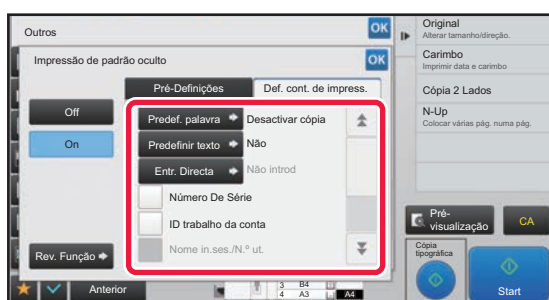 Outros
OK
Impressão de padrão oculto
OK
Pré-Definições
Def. cont. de impress.
Off
On
Predef. palavra
Desactivar cópia
Predefinir texto
Não
Entr. Directa
Não introd
Número De Série
ID trabalho da conta
Nome in.ses./N.º ut.
Rev. Função
Anterior
3 B4
4 A3
A4
Original
Alterar tamanho/direção.
Carimbo
Imprimir data e carimbo
Cópia 2 Lados
N-Up
Colocar várias pág. numa pág.
Pré-
visualização
CA
Cópia
tipográfica
Start